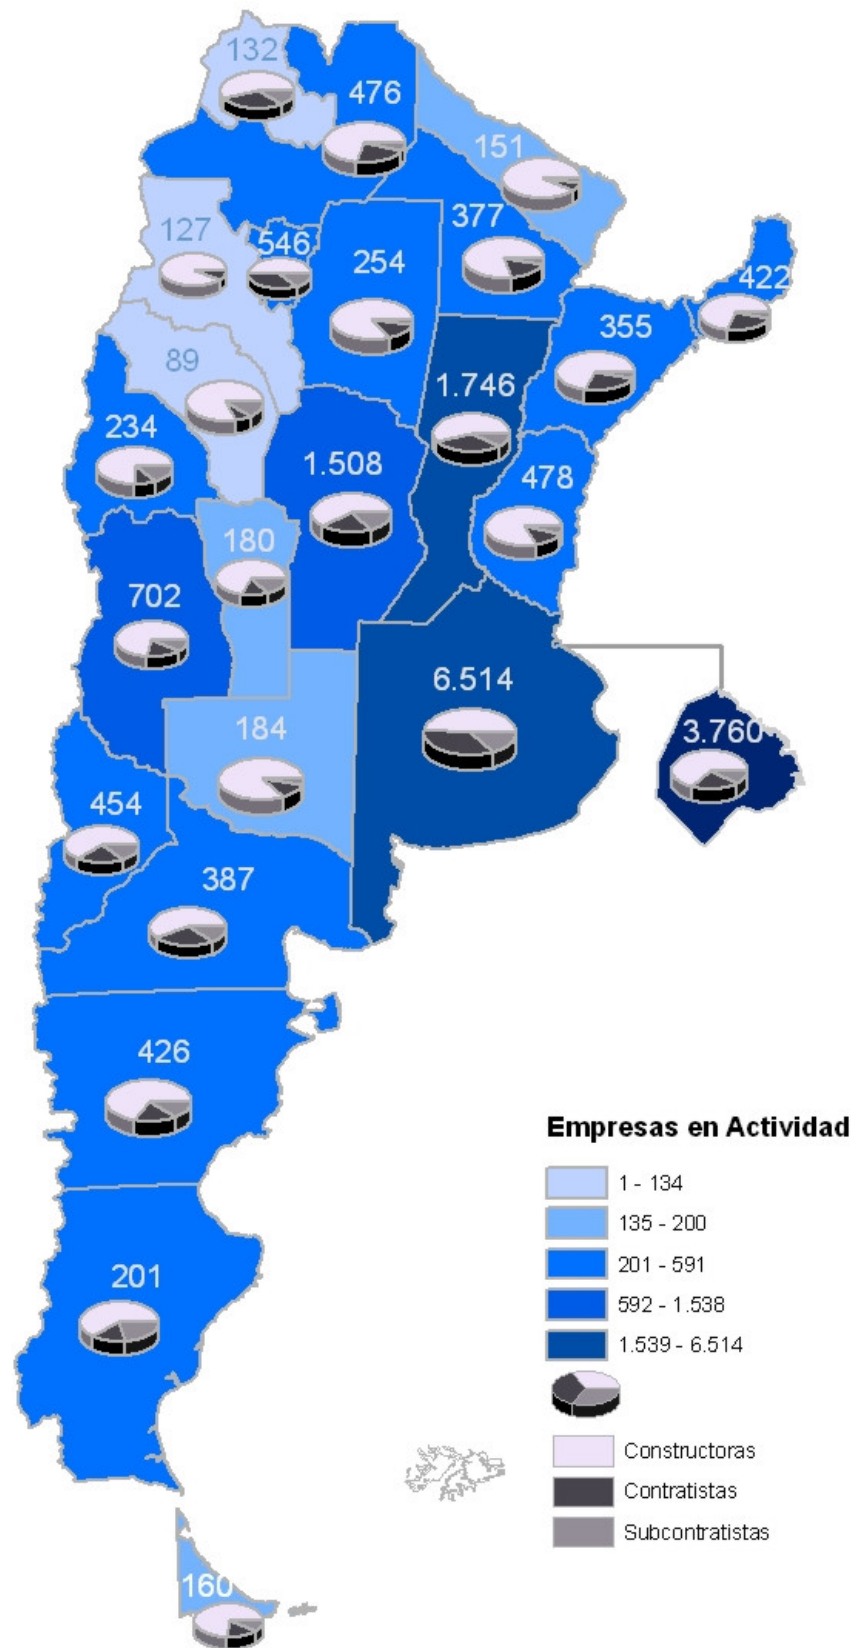 132
476
151
377
127
546
254
422
355
89
1.746
234
1.508
478
180
702
6.514
184
3.760
454
387
426
Empresas en Actividad
1 - 134
135 - 200
201 - 591
592 - 1.538
1.539 - 6.514
201
Constructoras
Contratistas
Subcontratistas
160